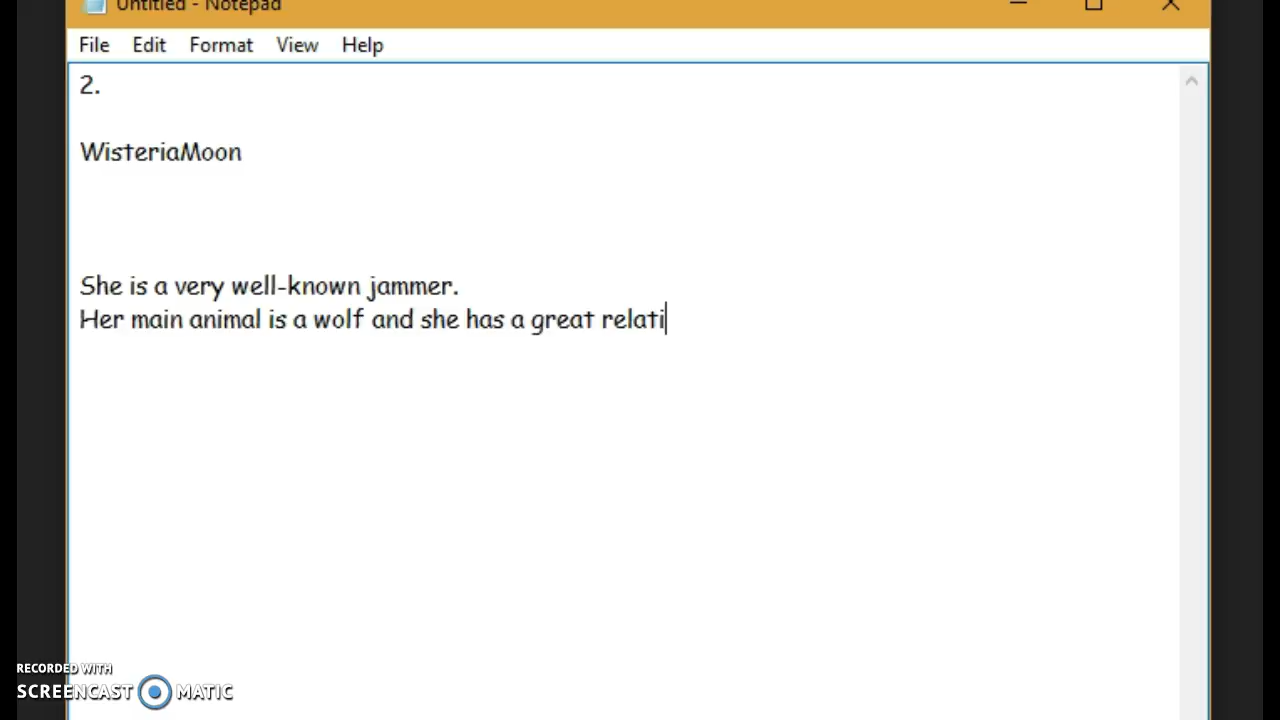 Untitled - Notepad
File Edit Format View Help
2.
WisteriaMoon
She is a very well-known jammer.
Her main animal is a wolf and she has a great relati
RECORDED WITH
SCREENCAST MATIC